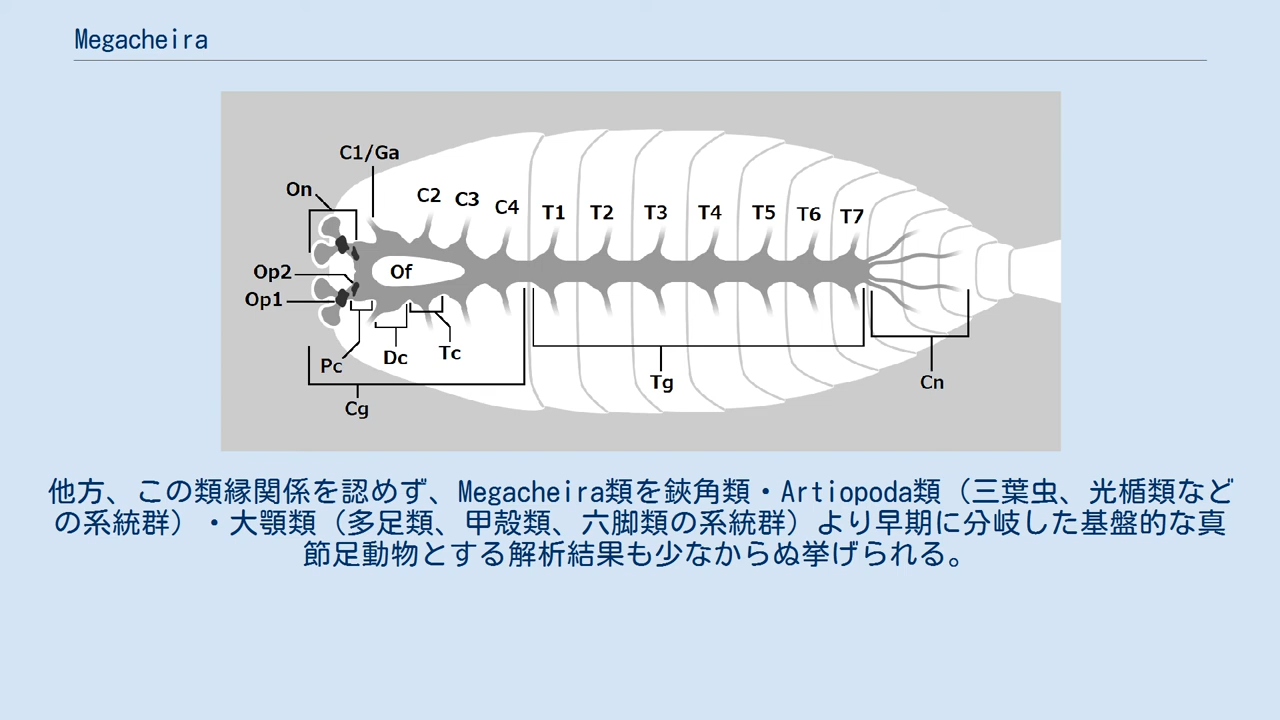 Megacheira
C1/Ga
On
C2
C3
C4
T1
T2
T3
T4
T5
T6
T7
Op2
Of
Op1
Pc
Dc
Tc
Cg
Tg
Cn
他方、この類縁関係を認めず、Megacheira類を鋏角類・Artiopoda類（三葉虫、光楯類など
の系統群）・大顎類（多足類、甲殻類、六脚類の系統群）より早期に分岐した基盤的な真
節足動物とする解析結果も少なからぬ挙げられる。